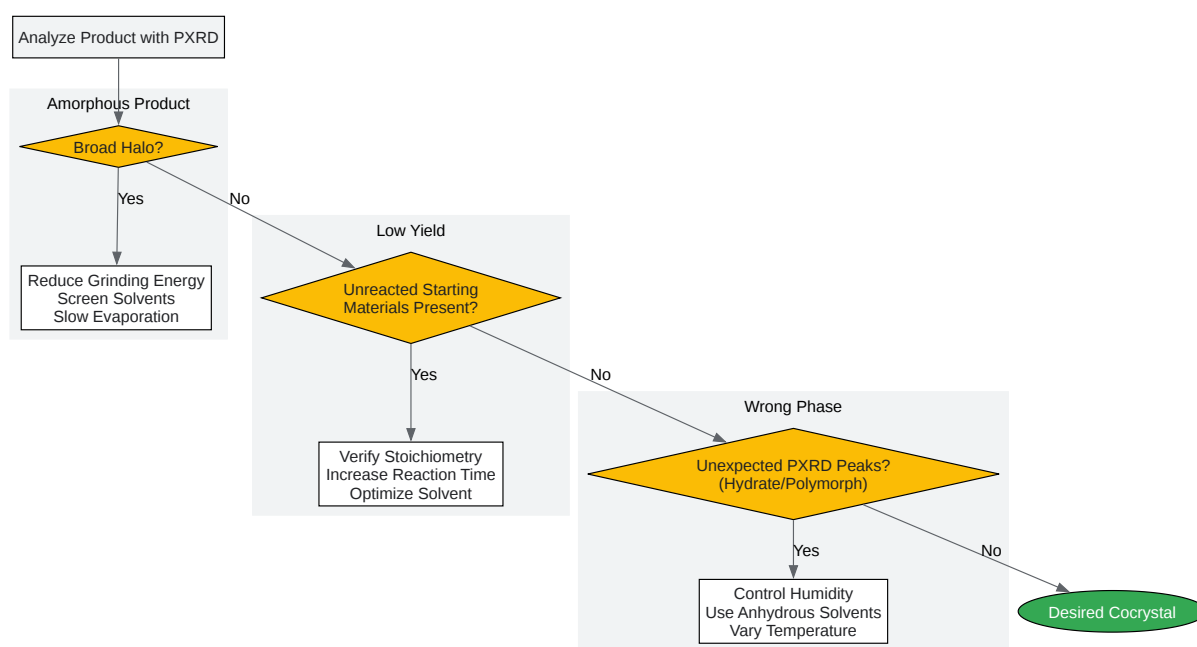 Analyze Product with PXRD
Amorphous Product
Broad Halo?
Yes
No
Reduce Grinding Energy
Screen Solvents
Slow Evaporation
Low Yield
Unreacted Starting
Materials Present?
Yes
No
Verify Stoichiometry
Increase Reaction Time
Optimize Solvent
Wrong Phase
Unexpected PXRD Peaks?
(Hydrate/Polymorph)
Yes
No
Control Humidity
Use Anhydrous Solvents
Vary Temperature
Desired Cocrystal